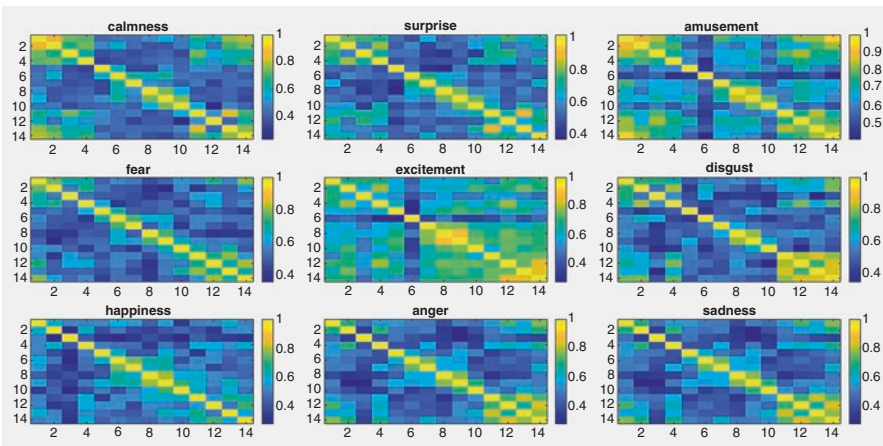 calmness surprise amusement
2 4 6 8 10 12 14 1 0.8 0.6 0.4 2 4 6 8 10 12 14
2 4 6 8 10 12 14 1 0.8 0.6 0.4 2 4 6 8 10 12 14
2 4 6 8 10 12 14 1 0.9 0.8 0.7 0.6 0.5 2 4 6 8 10 12 14
fear excitement disgust
2 4 6 8 10 12 14 1 0.8 0.6 0.4 2 4 6 8 10 12 14
2 4 6 8 10 12 14 1 0.8 0.6 0.4 2 4 6 8 10 12 14
2 4 6 8 10 12 14 1 0.8 0.6 0.4 2 4 6 8 10 12 14
happiness anger sadness
2 4 6 8 10 12 14 1 0.8 0.6 0.4 2 4 6 8 10 12 14
2 4 6 8 10 12 14 1 0.8 0.6 0.4 2 4 6 8 10 12 14
2 4 6 8 10 12 14 1 0.8 0.6 0.4 2 4 6 8 10 12 14